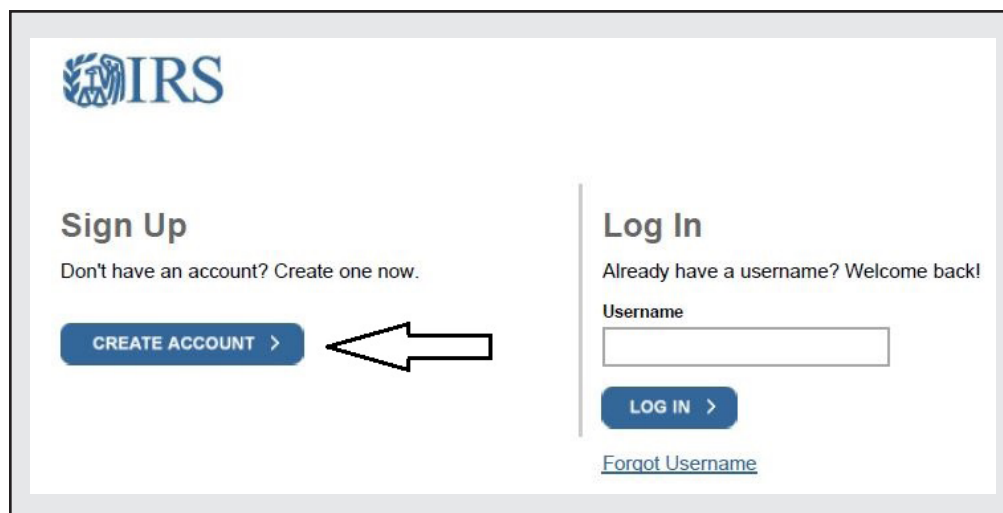 IRS
Sign Up
Don't have an account? Create one now.
CREATE ACCOUNT >
Log In
Already have a username? Welcome back!
Username
LOG IN >
Forgot Username